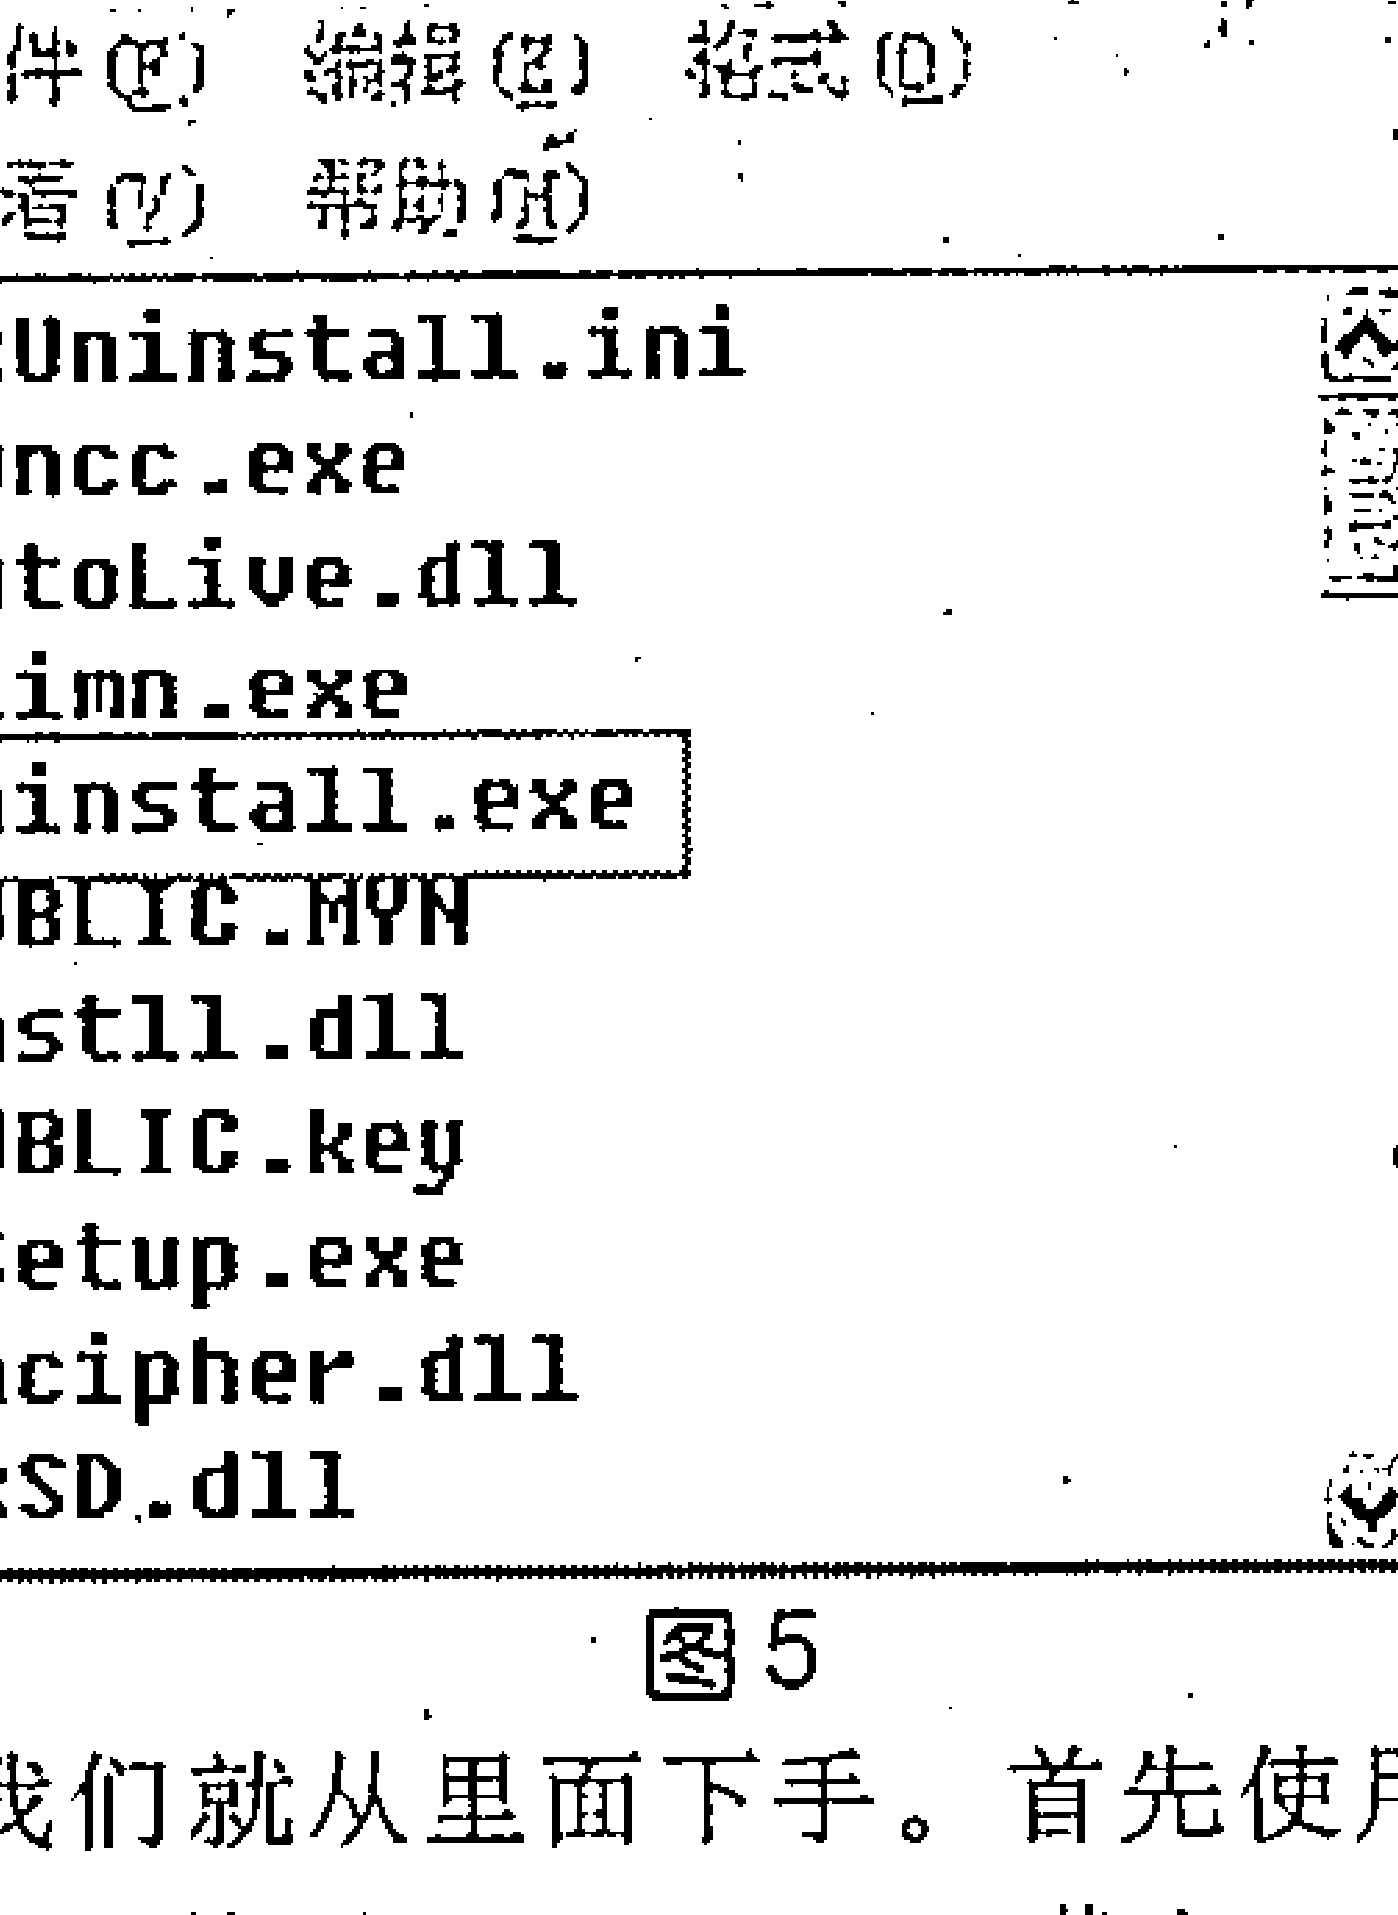 件(F) 编辑(E) 格式(O)
看(V) 帮助(H)
Uninstall.ini
ncc.exe
toLive.dll
imn.exe
install.exe
BLIC.MYN
stll.dll
BLIC.key
etup.exe
cipher.dll
SD.dll
图5
我们就从里面下手。首先使用